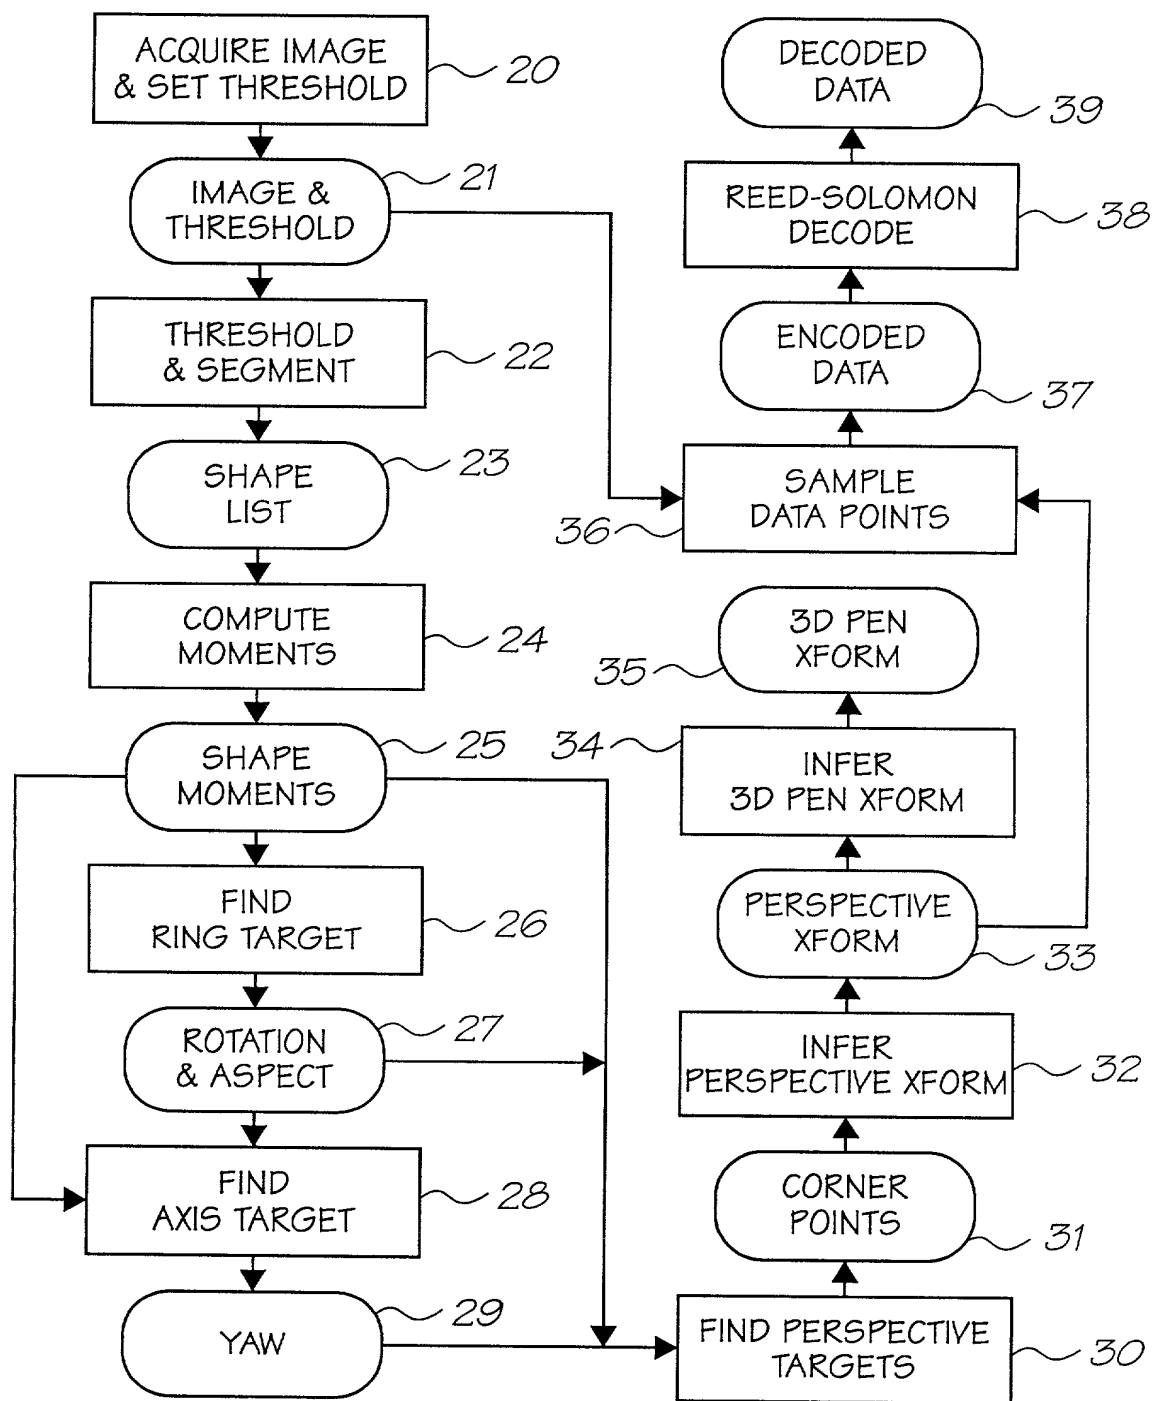 ACQUIRE IMAGE
& SET THRESHOLD
20
IMAGE &
THRESHOLD
21
THRESHOLD
& SEGMENT
22
SHAPE
LIST
23
COMPUTE
MOMENTS
24
SHAPE
MOMENTS
25
FIND
RING TARGET
26
ROTATION
& ASPECT
27
FIND
AXIS TARGET
28
YAW
29
DECODED
DATA
39
REED-SOLOMON
DECODE
38
ENCODED
DATA
37
SAMPLE
DATA POINTS
36
3D PEN
XFORM
35
34
INFER
3D PEN XFORM
PERSPECTIVE
XFORM
33
INFER
PERSPECTIVE XFORM
32
CORNER
POINTS
31
FIND PERSPECTIVE
TARGETS
30